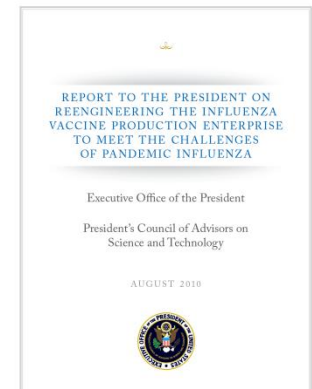 REPORT TO THE PRESIDENT ON
REENGINEERING THE INFLUENZA
VACCINE PRODUCTION ENTERPRISE
TO MEET THE CHALLENGES
OF PANDEMIC INFLUENZA
Executive Office of the President
President's Council of Advisors on
Science and Technology
AUGUST 2010